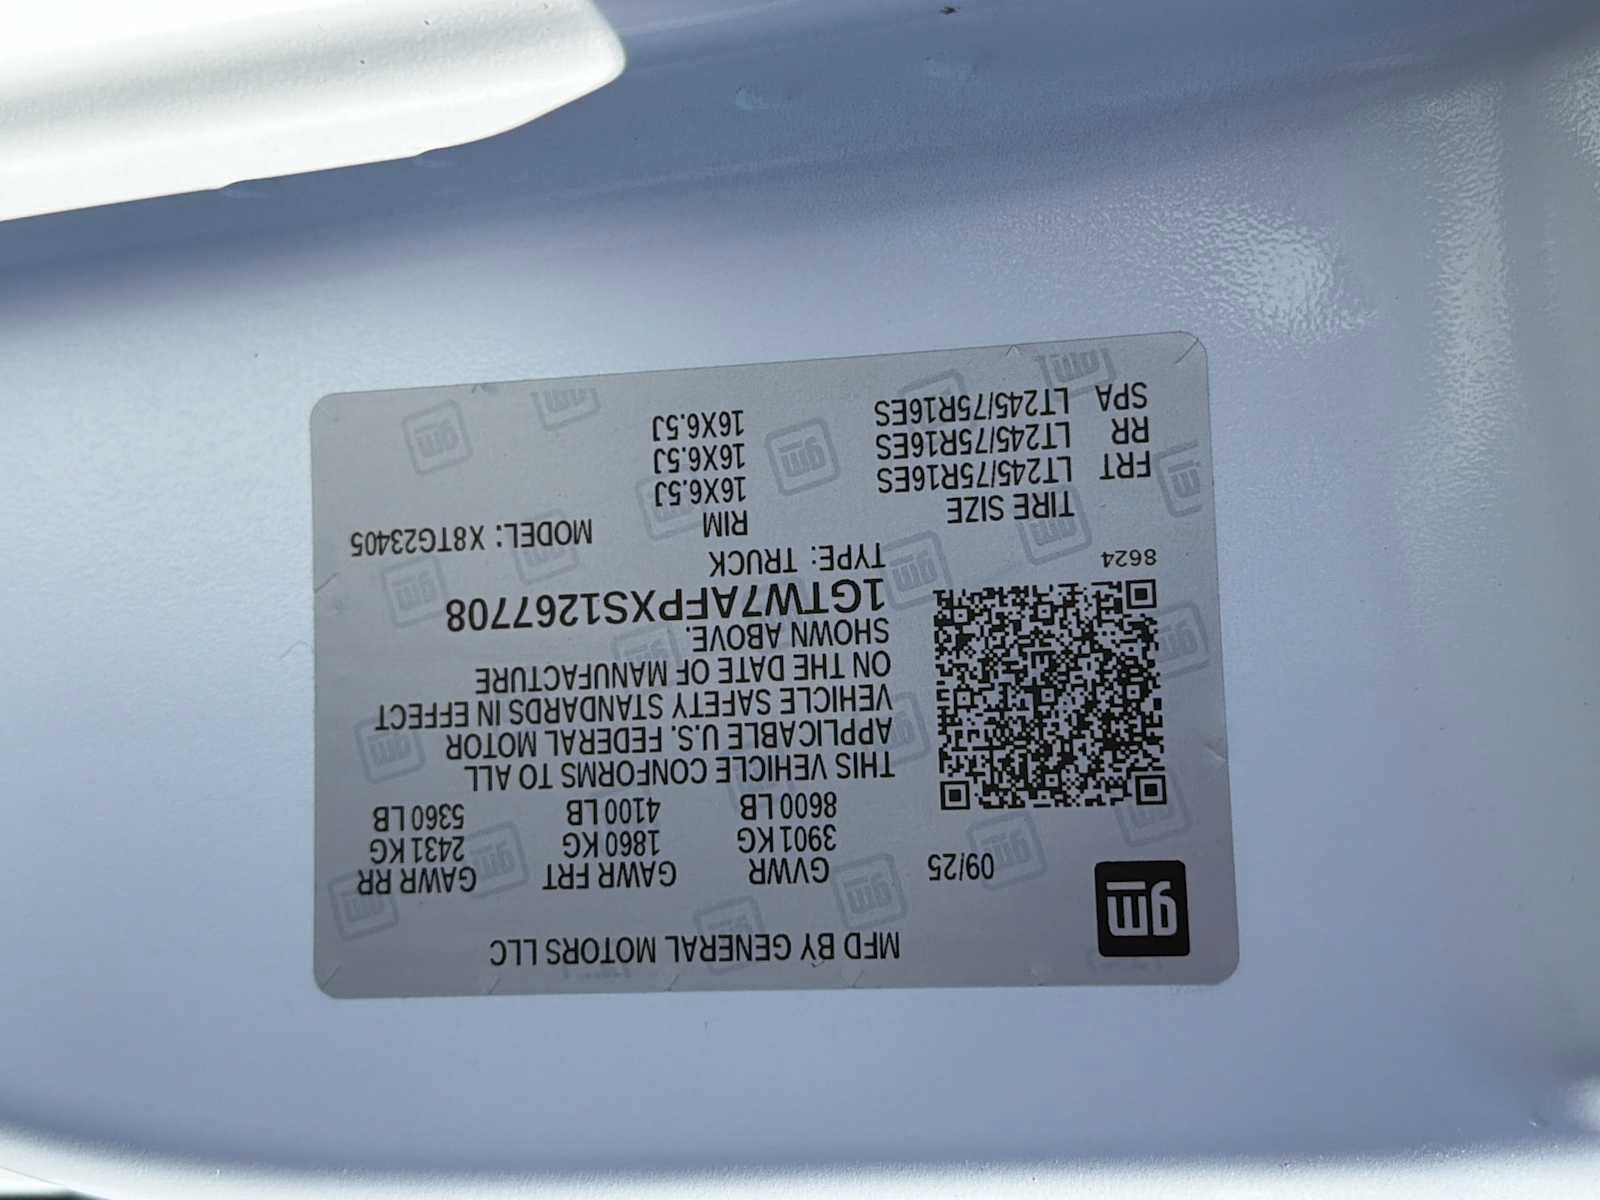 gm
MFD BY GENERAL MOTORS LLC
09/25
GVWR GAWR FRT GAWR RR
3901 KG 1860 KG 2431 KG
8600 LB 4100 LB 5360 LB
THIS VEHICLE CONFORMS TO ALL
APPLICABLE U.S. FEDERAL MOTOR
VEHICLE SAFETY STANDARDS IN EFFECT
ON THE DATE OF MANUFACTURE
SHOWN ABOVE.
1GTW7AFPXS1267708
8624
TYPE: TRUCK MODEL: X8TG23405
TIRE SIZE RIM
FRT LT245/75R16ES 16X6.5J
RR LT245/75R16ES 16X6.5J
SPA LT245/75R16ES 16X6.5J